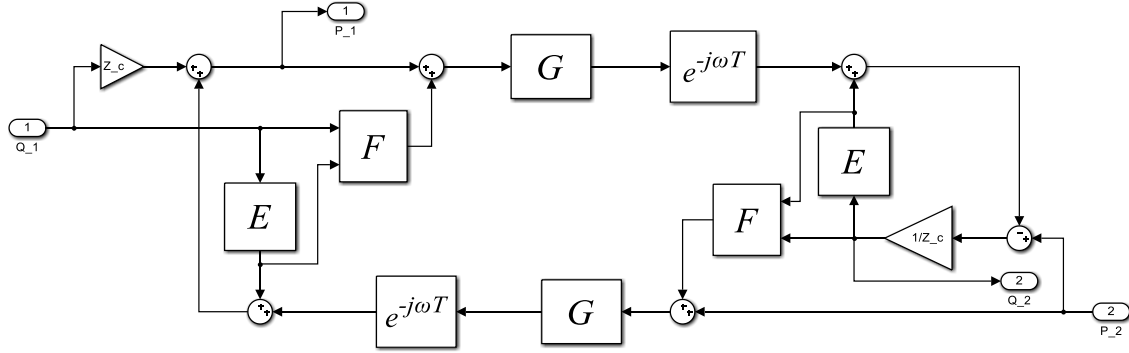 1
P_1
Z_c
G
e^{-jωT}
1
Q_1
F
E
E
F
1/Z_c
2
Q_2
e^{-jωT}
G
2
P_2